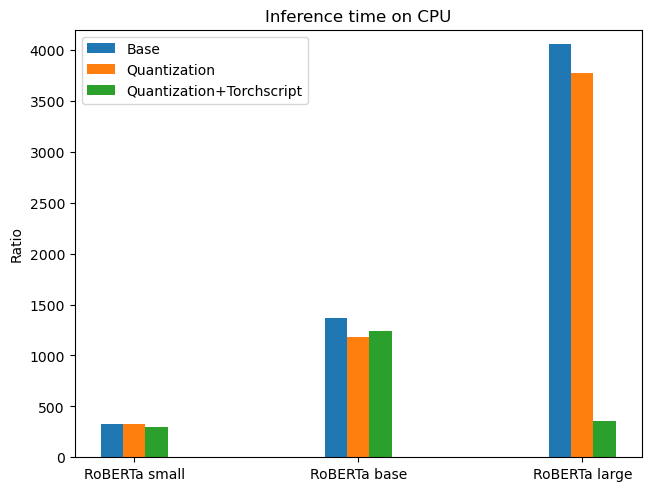 Inference time on CPU
Base
Quantization
Quantization+Torchscript
Ratio
4000
3500
3000
2500
2000
1500
1000
500
0
RoBERTa small
RoBERTa base
RoBERTa large